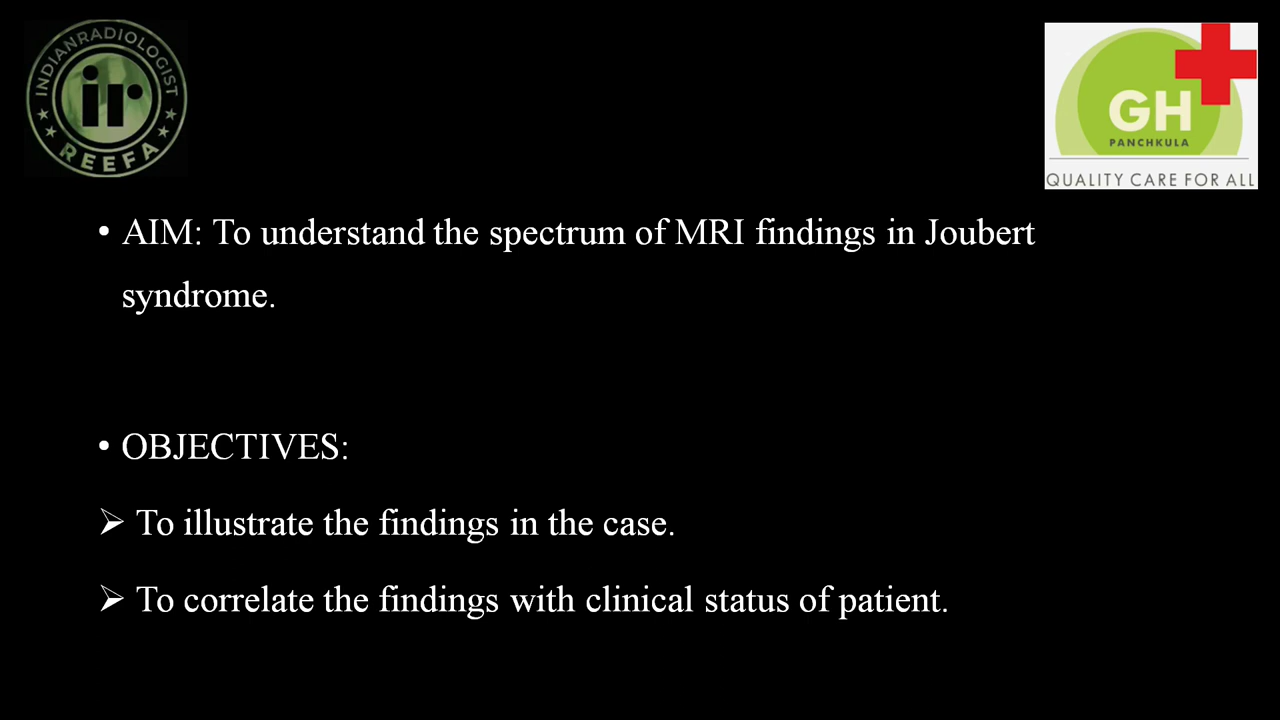 INDIANRADIOLOGIST
ir
REEFA
GH
PANCHKULA
QUALITY CARE FOR ALL
• AIM: To understand the spectrum of MRI findings in Joubert
syndrome.
• OBJECTIVES:
➢ To illustrate the findings in the case.
➢ To correlate the findings with clinical status of patient.